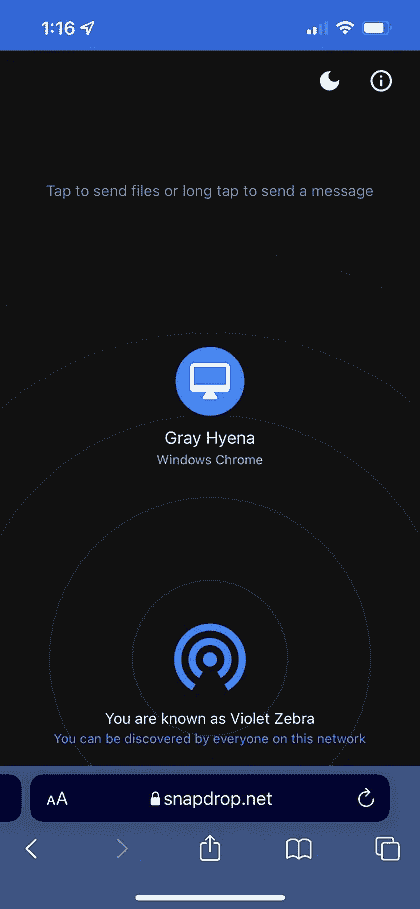 1:16
Tap to send files or long tap to send a message
Gray Hyena
Windows Chrome
You are known as Violet Zebra
You can be discovered by everyone on this network
AA
snapdrop.net